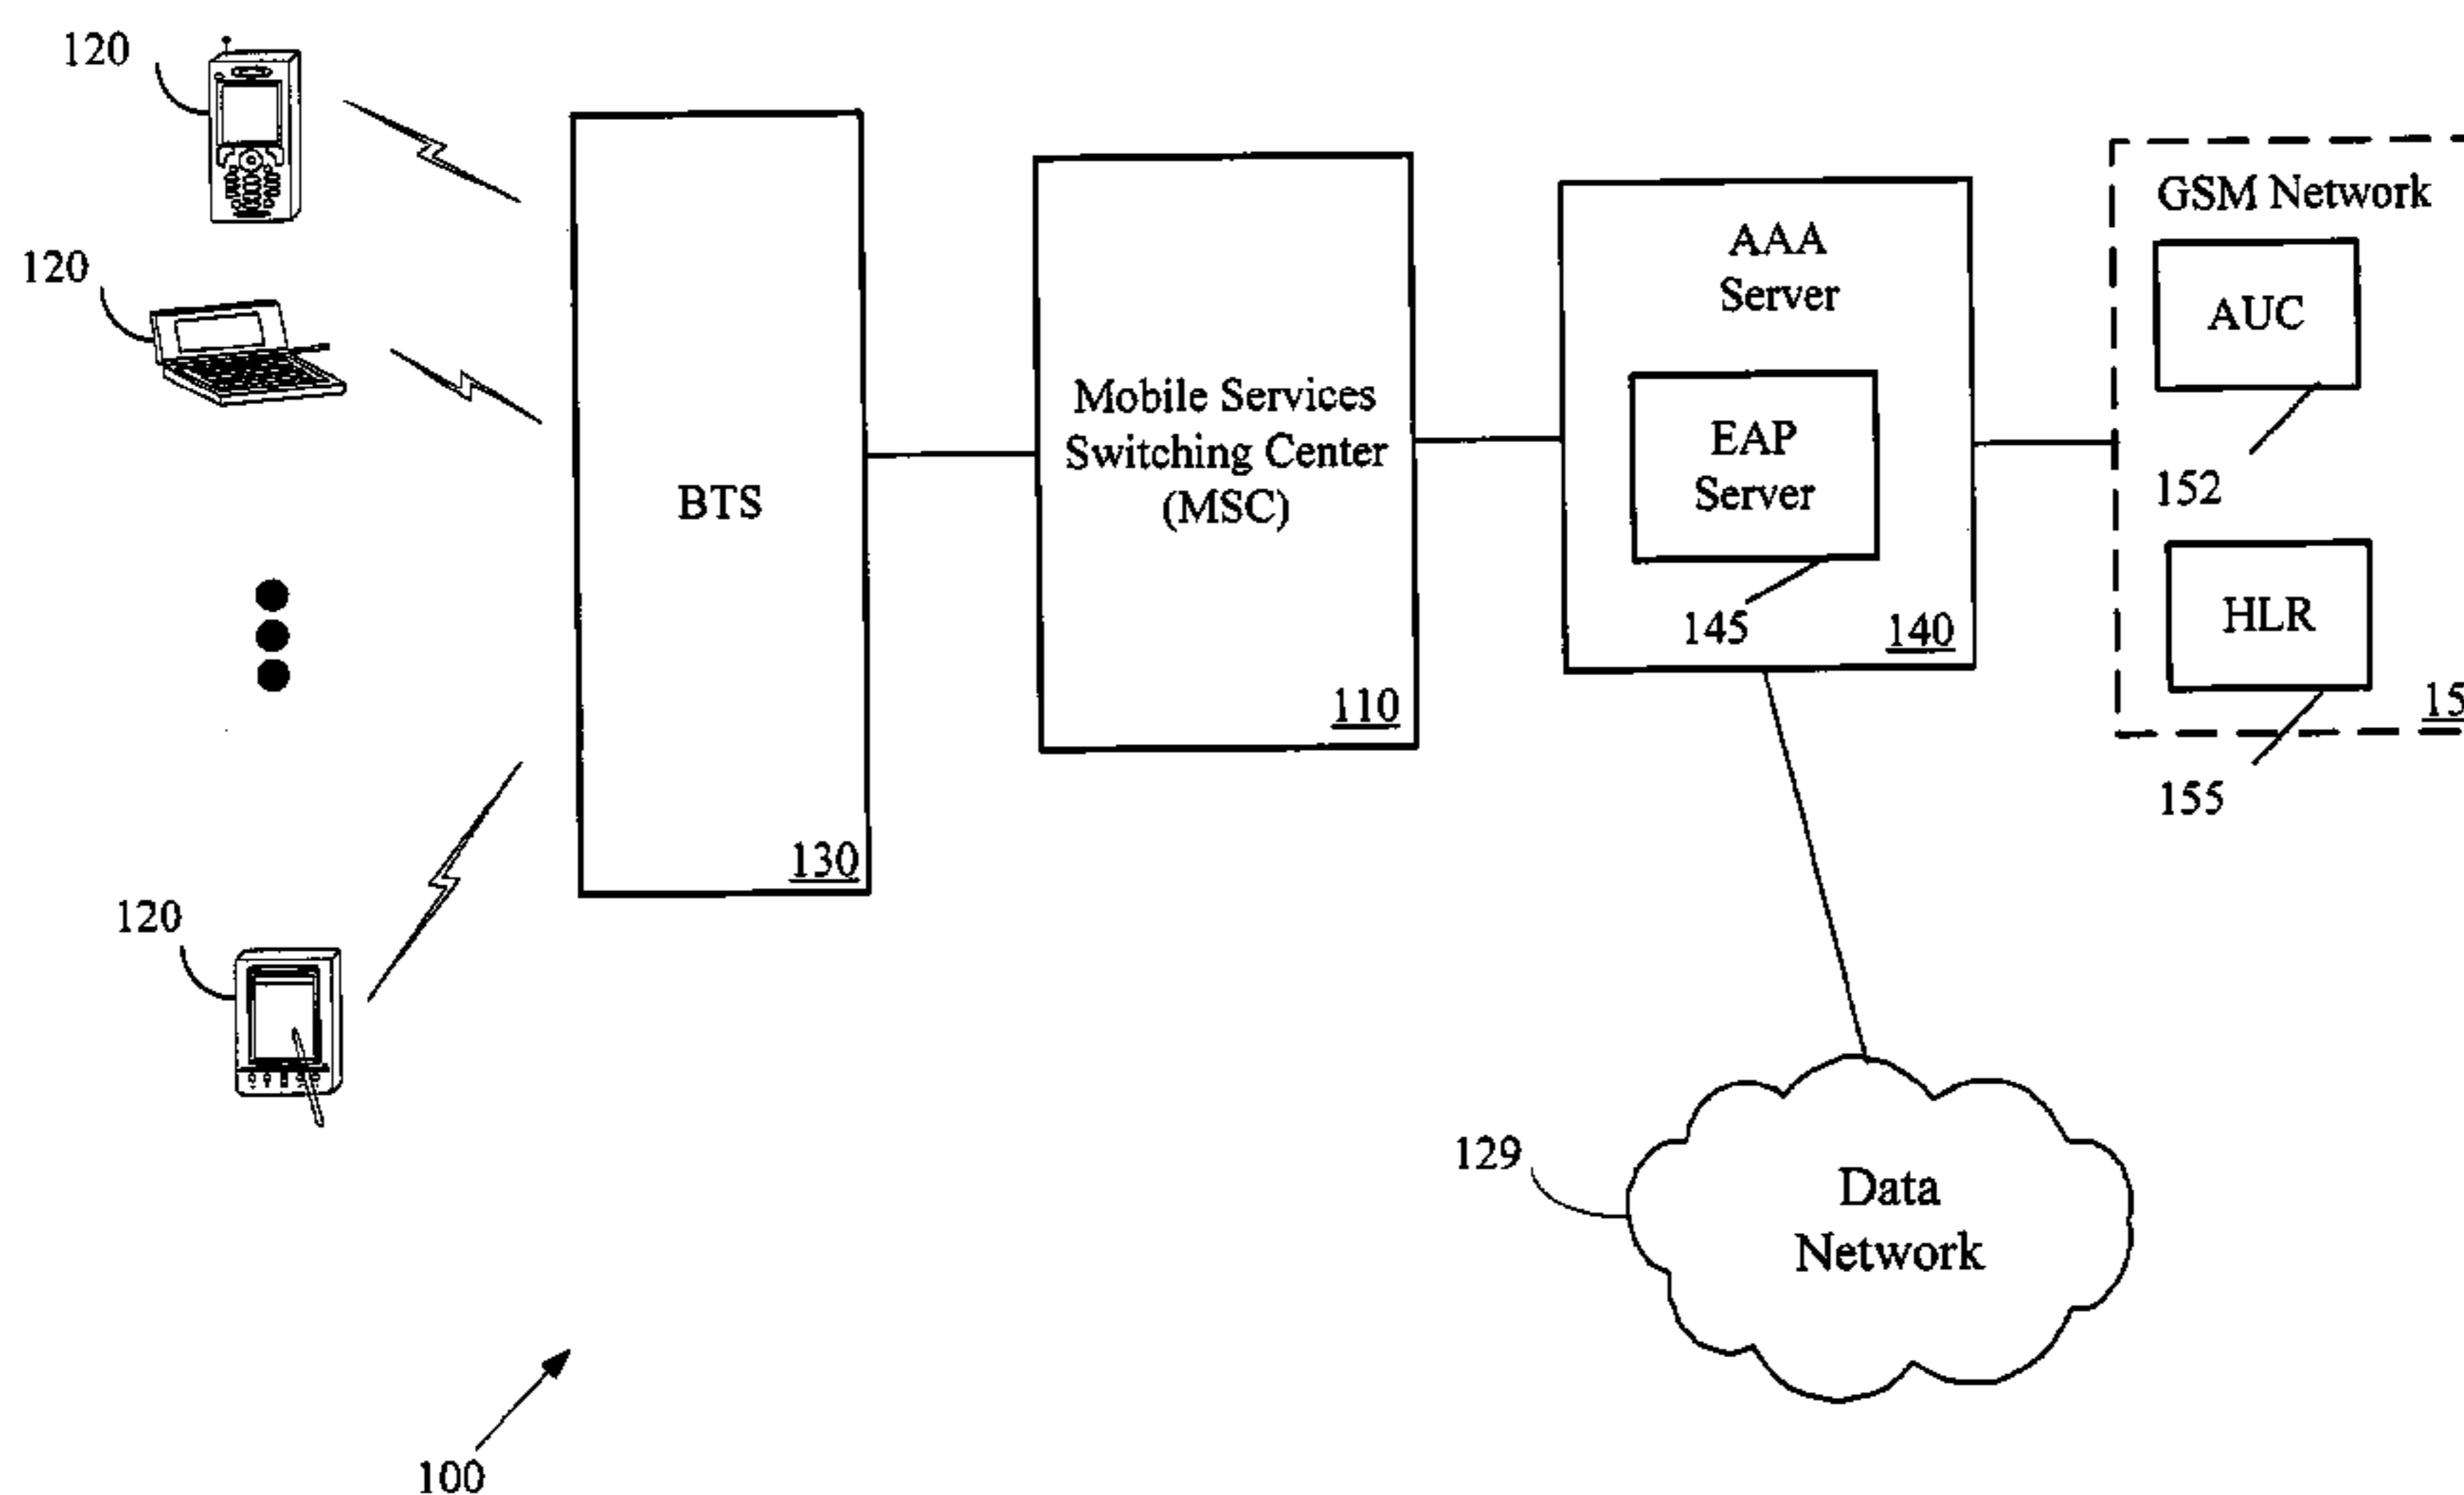 120
120
120
BTS
130
Mobile Services
Switching Center
(MSC)
110
AAA
Server
EAP
Server
145
140
GSM Network
AUC
152
HLR
155
129
Data
Network
100